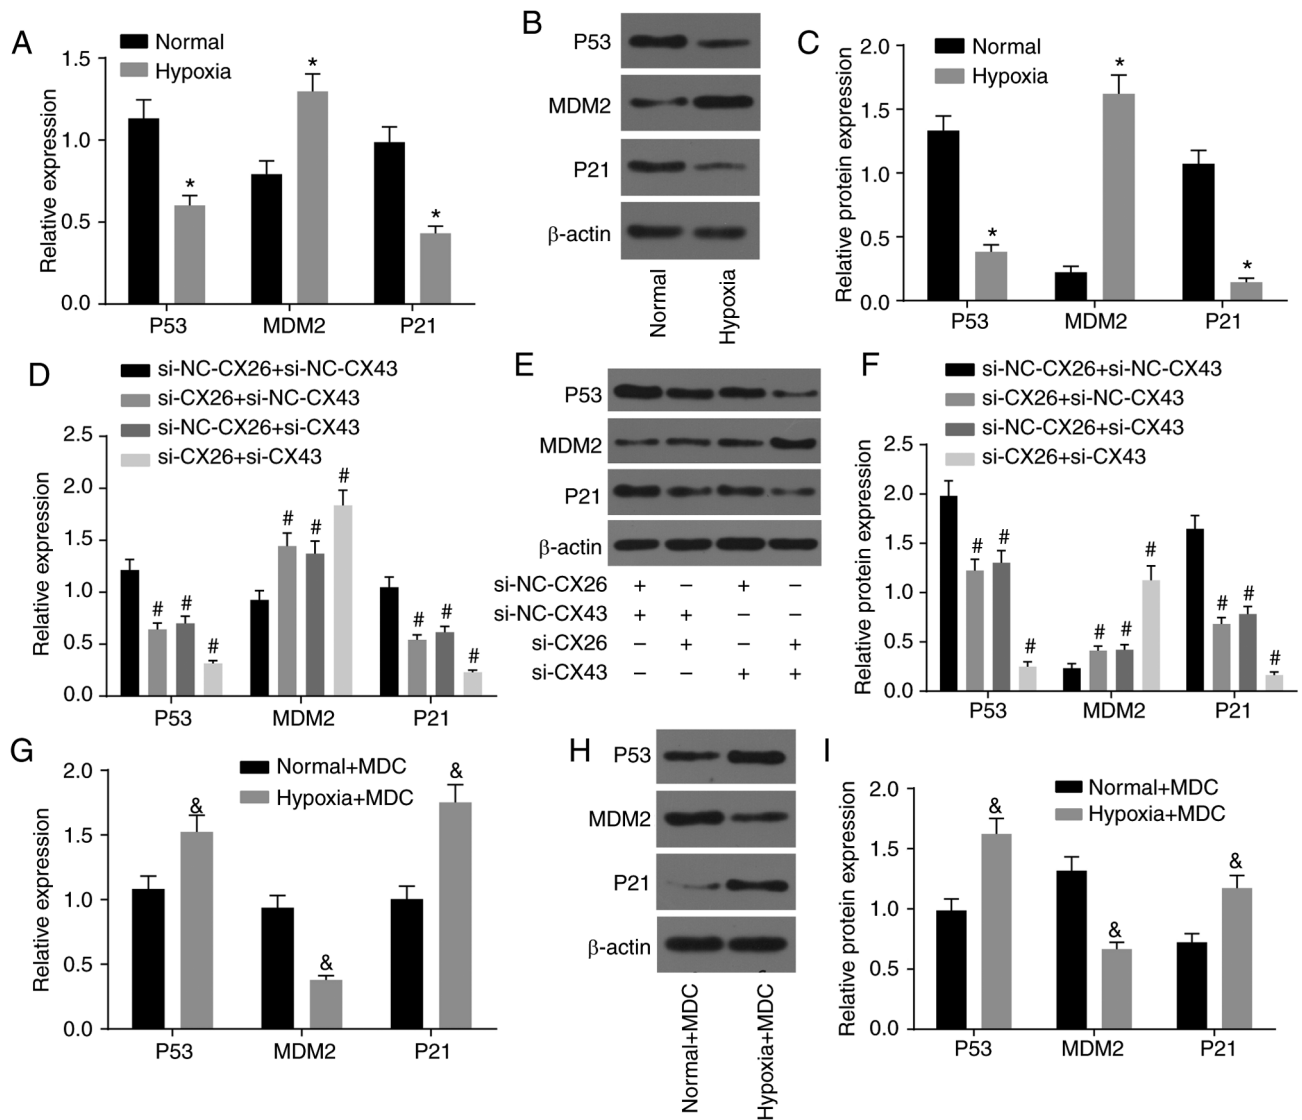 A
Normal
Hypoxia
Relative expression
1.5
1.0
0.5
0.0
*
*
*
P53 MDM2 P21
B
P53
MDM2
P21
β-actin
Normal
Hypoxia
C
Normal
Hypoxia
Relative protein expression
2.0
1.5
1.0
0.5
0.0
*
*
*
P53 MDM2 P21
D
si-NC-CX26+si-NC-CX43
si-CX26+si-NC-CX43
si-NC-CX26+si-CX43
si-CX26+si-CX43
Relative expression
2.5
2.0
1.5
1.0
0.5
0.0
# # # # # # # # #
P53 MDM2 P21
E
P53
MDM2
P21
β-actin
si-NC-CX26 + − + −
si-NC-CX43 + + − −
si-CX26 − + − +
si-CX43 − − + +
F
si-NC-CX26+si-NC-CX43
si-CX26+si-NC-CX43
si-NC-CX26+si-CX43
si-CX26+si-CX43
Relative protein expression
2.5
2.0
1.5
1.0
0.5
0.0
# # # # # # # # #
P53 MDM2 P21
G
Normal+MDC
Hypoxia+MDC
Relative expression
2.0
1.5
1.0
0.5
0.0
&
&
&
P53 MDM2 P21
H
P53
MDM2
P21
β-actin
Normal+MDC
Hypoxia+MDC
I
Normal+MDC
Hypoxia+MDC
Relative protein expression
2.0
1.5
1.0
0.5
0.0
&
&
&
P53 MDM2 P21